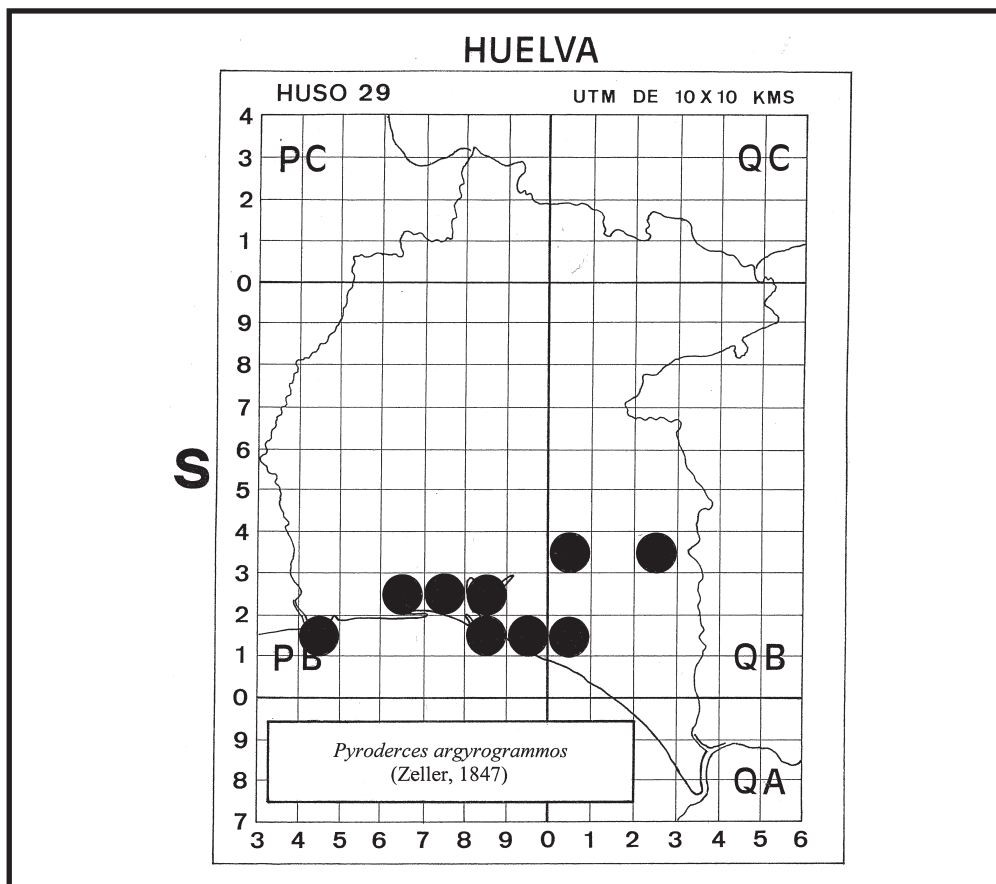 HUELVA
HUSO 29
UTM DE 10 X 10 KMS
4
PC
QC
3
2
1
0
9
8
7
6
S
5
4
3
2
1
PB
QB
0
9
8
QA
7
Pyroderces argyrogrammos
(Zeller, 1847)
3 4 5 6 7 8 9 0 1 2 3 4 5 6